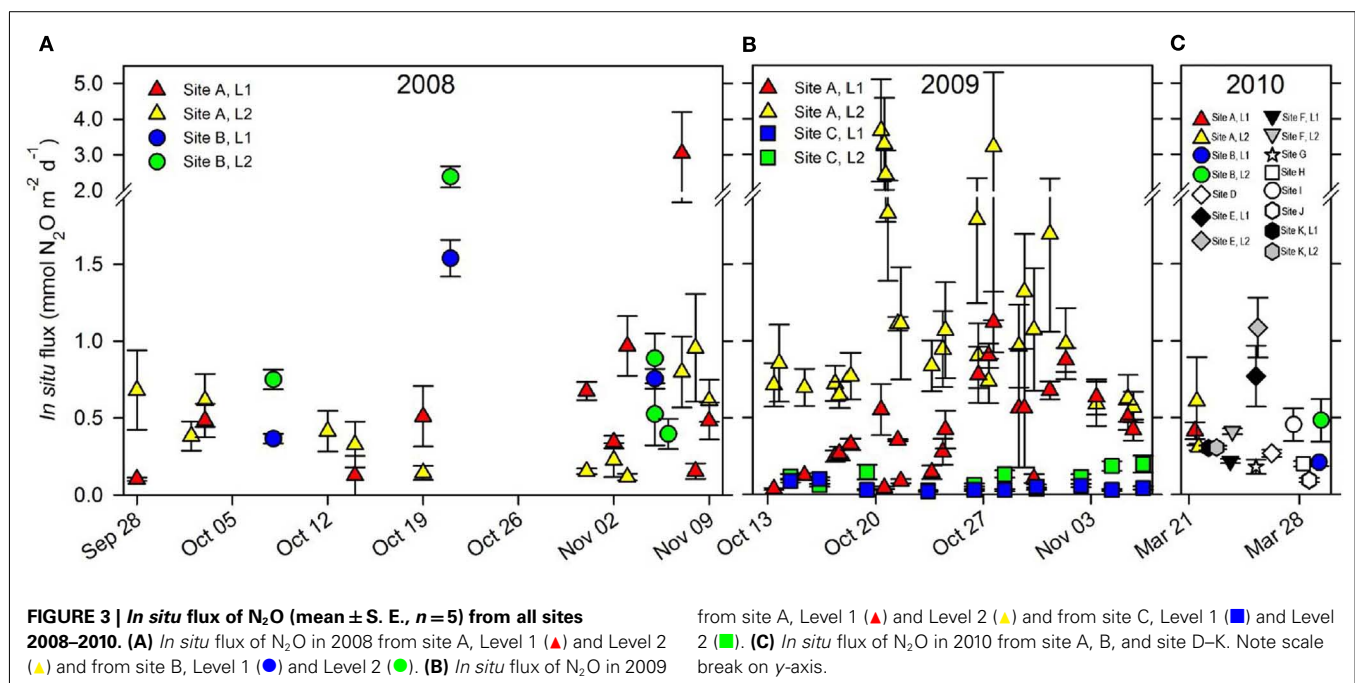 A
B
C
2008
2009
2010
In situ flux (mmol N₂O m⁻² d⁻¹)
5.0
4.0
3.0
2.0
1.5
1.0
0.5
0.0
Site A, L1
Site A, L2
Site B, L1
Site B, L2
Sep 28
Oct 05
Oct 12
Oct 19
Oct 26
Nov 02
Nov 09
Site A, L1
Site A, L2
Site C, L1
Site C, L2
Oct 13
Oct 20
Oct 27
Nov 03
Site A, L1
Site A, L2
Site B, L1
Site B, L2
Site D
Site E, L1
Site E, L2
Site F, L1
Site F, L2
Site G
Site H
Site I
Site J
Site K, L1
Site K, L2
Mar 21
Mar 28
FIGURE 3 | In situ flux of N₂O (mean ± S. E., n = 5) from all sites
2008–2010. (A) In situ flux of N₂O in 2008 from site A, Level 1 (▲) and Level 2
(▲) and from site B, Level 1 (●) and Level 2 (●). (B) In situ flux of N₂O in 2009
from site A, Level 1 (▲) and Level 2 (▲) and from site C, Level 1 (■) and Level
2 (■). (C) In situ flux of N₂O in 2010 from site A, B, and site D–K. Note scale
break on y-axis.